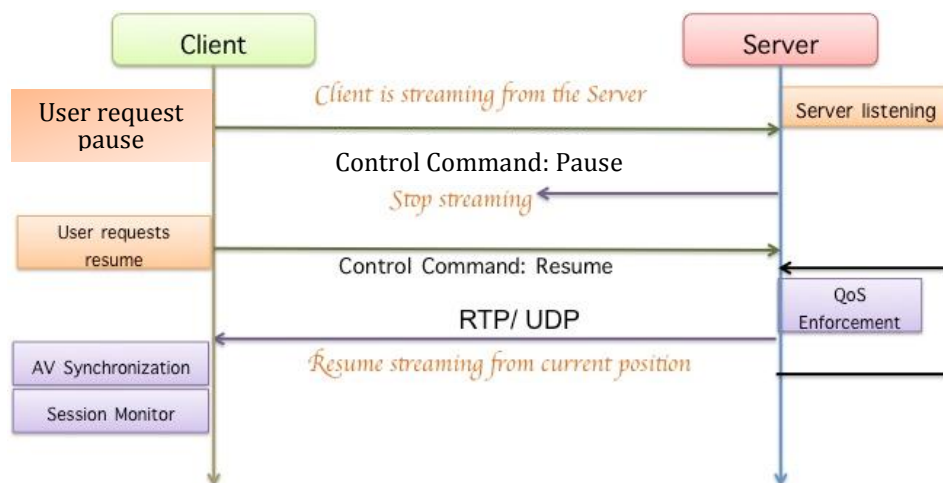 Client
Server
Client is streaming from the Server
User request
pause
Server listening
Control Command: Pause
Stop streaming
User requests
resume
Control Command: Resume
QoS
Enforcement
RTP/ UDP
Resume streaming from current position
AV Synchronization
Session Monitor